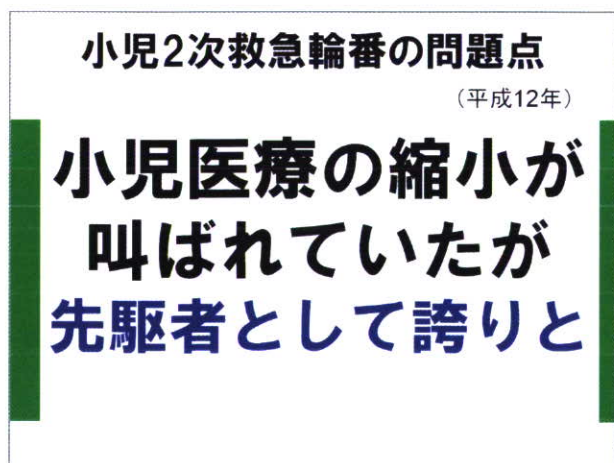 小児2次救急輪番の問題点
（平成12年）
小児医療の縮小が
叫ばれていたが
先駆者として誇りと